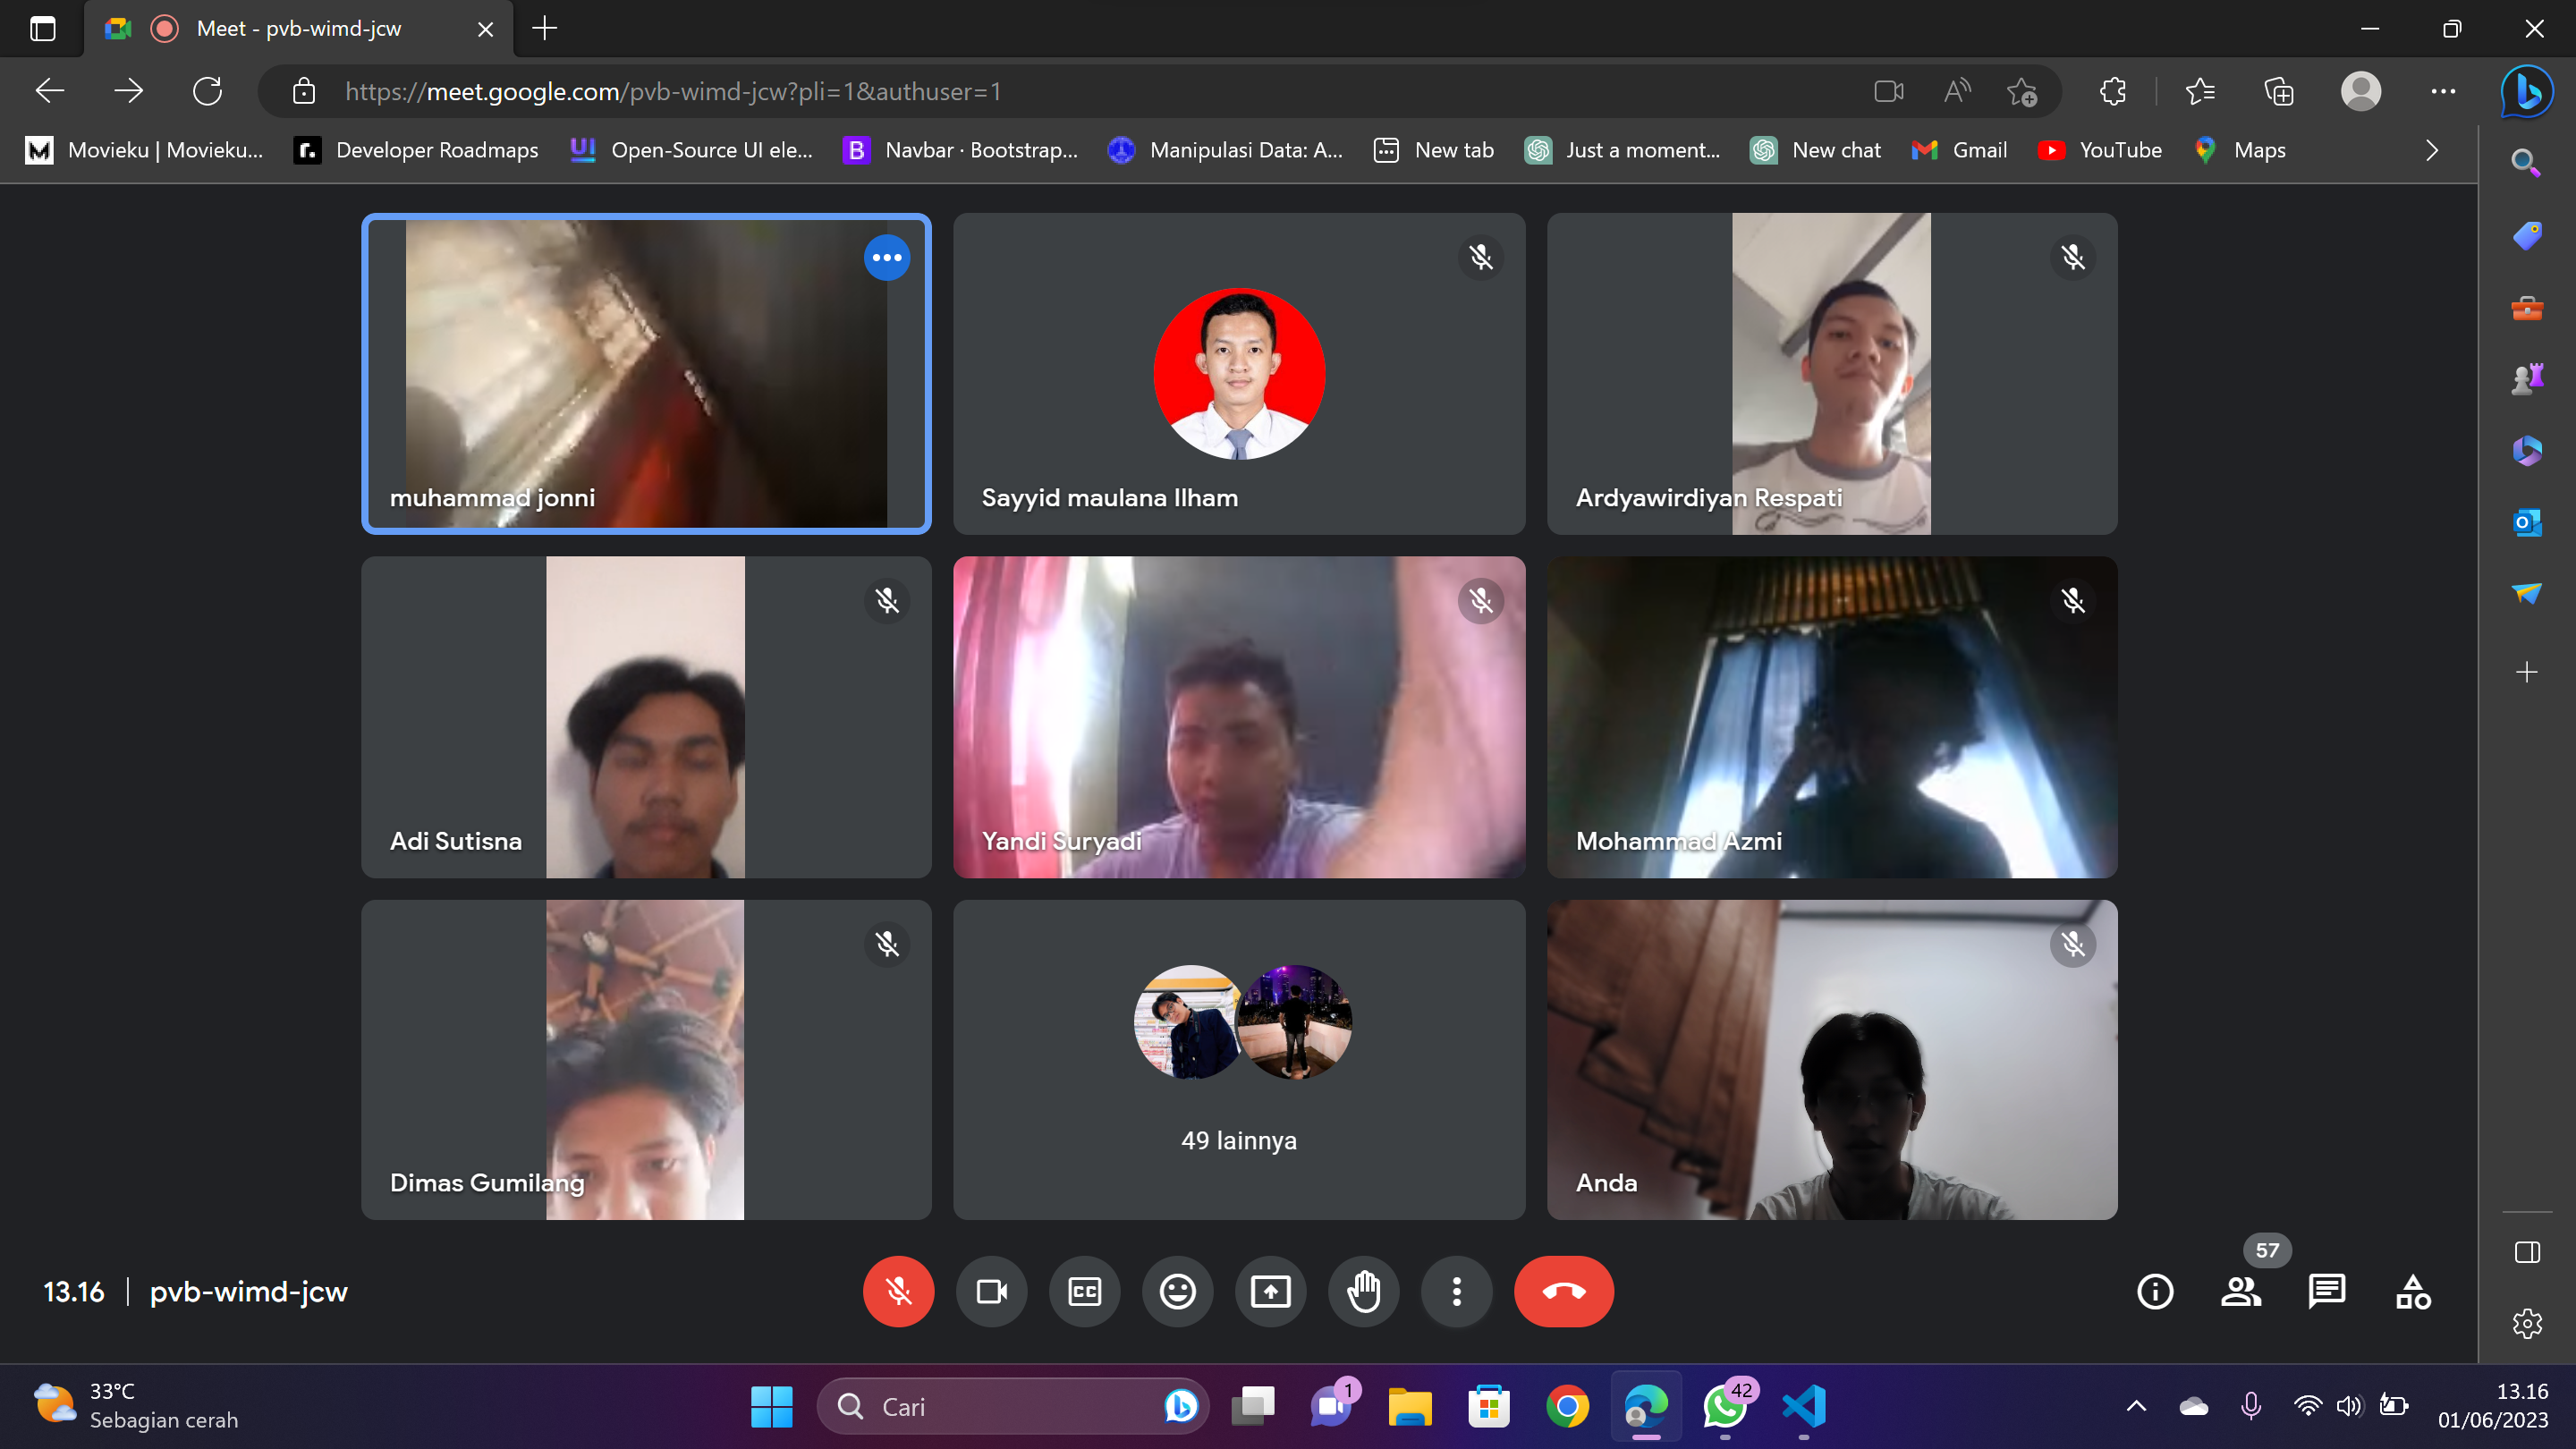 Meet - pvb-wimd-jcw
https://meet.google.com/pvb-wimd-jcw?pli=1&authuser=1
Movieku | Movieku...
Developer Roadmaps
Open-Source UI ele...
Navbar · Bootstrap...
Manipulasi Data: A...
New tab
Just a moment...
New chat
Gmail
YouTube
Maps
muhammad jonni
Sayyid maulana Ilham
Ardyawirdiyan Respati
Adi Sutisna
Yandi Suryadi
Mohammad Azmi
Dimas Gumilang
49 lainnya
Anda
13.16 | pvb-wimd-jcw
57
33°C
Sebagian cerah
Cari
1
42
13.16
01/06/2023